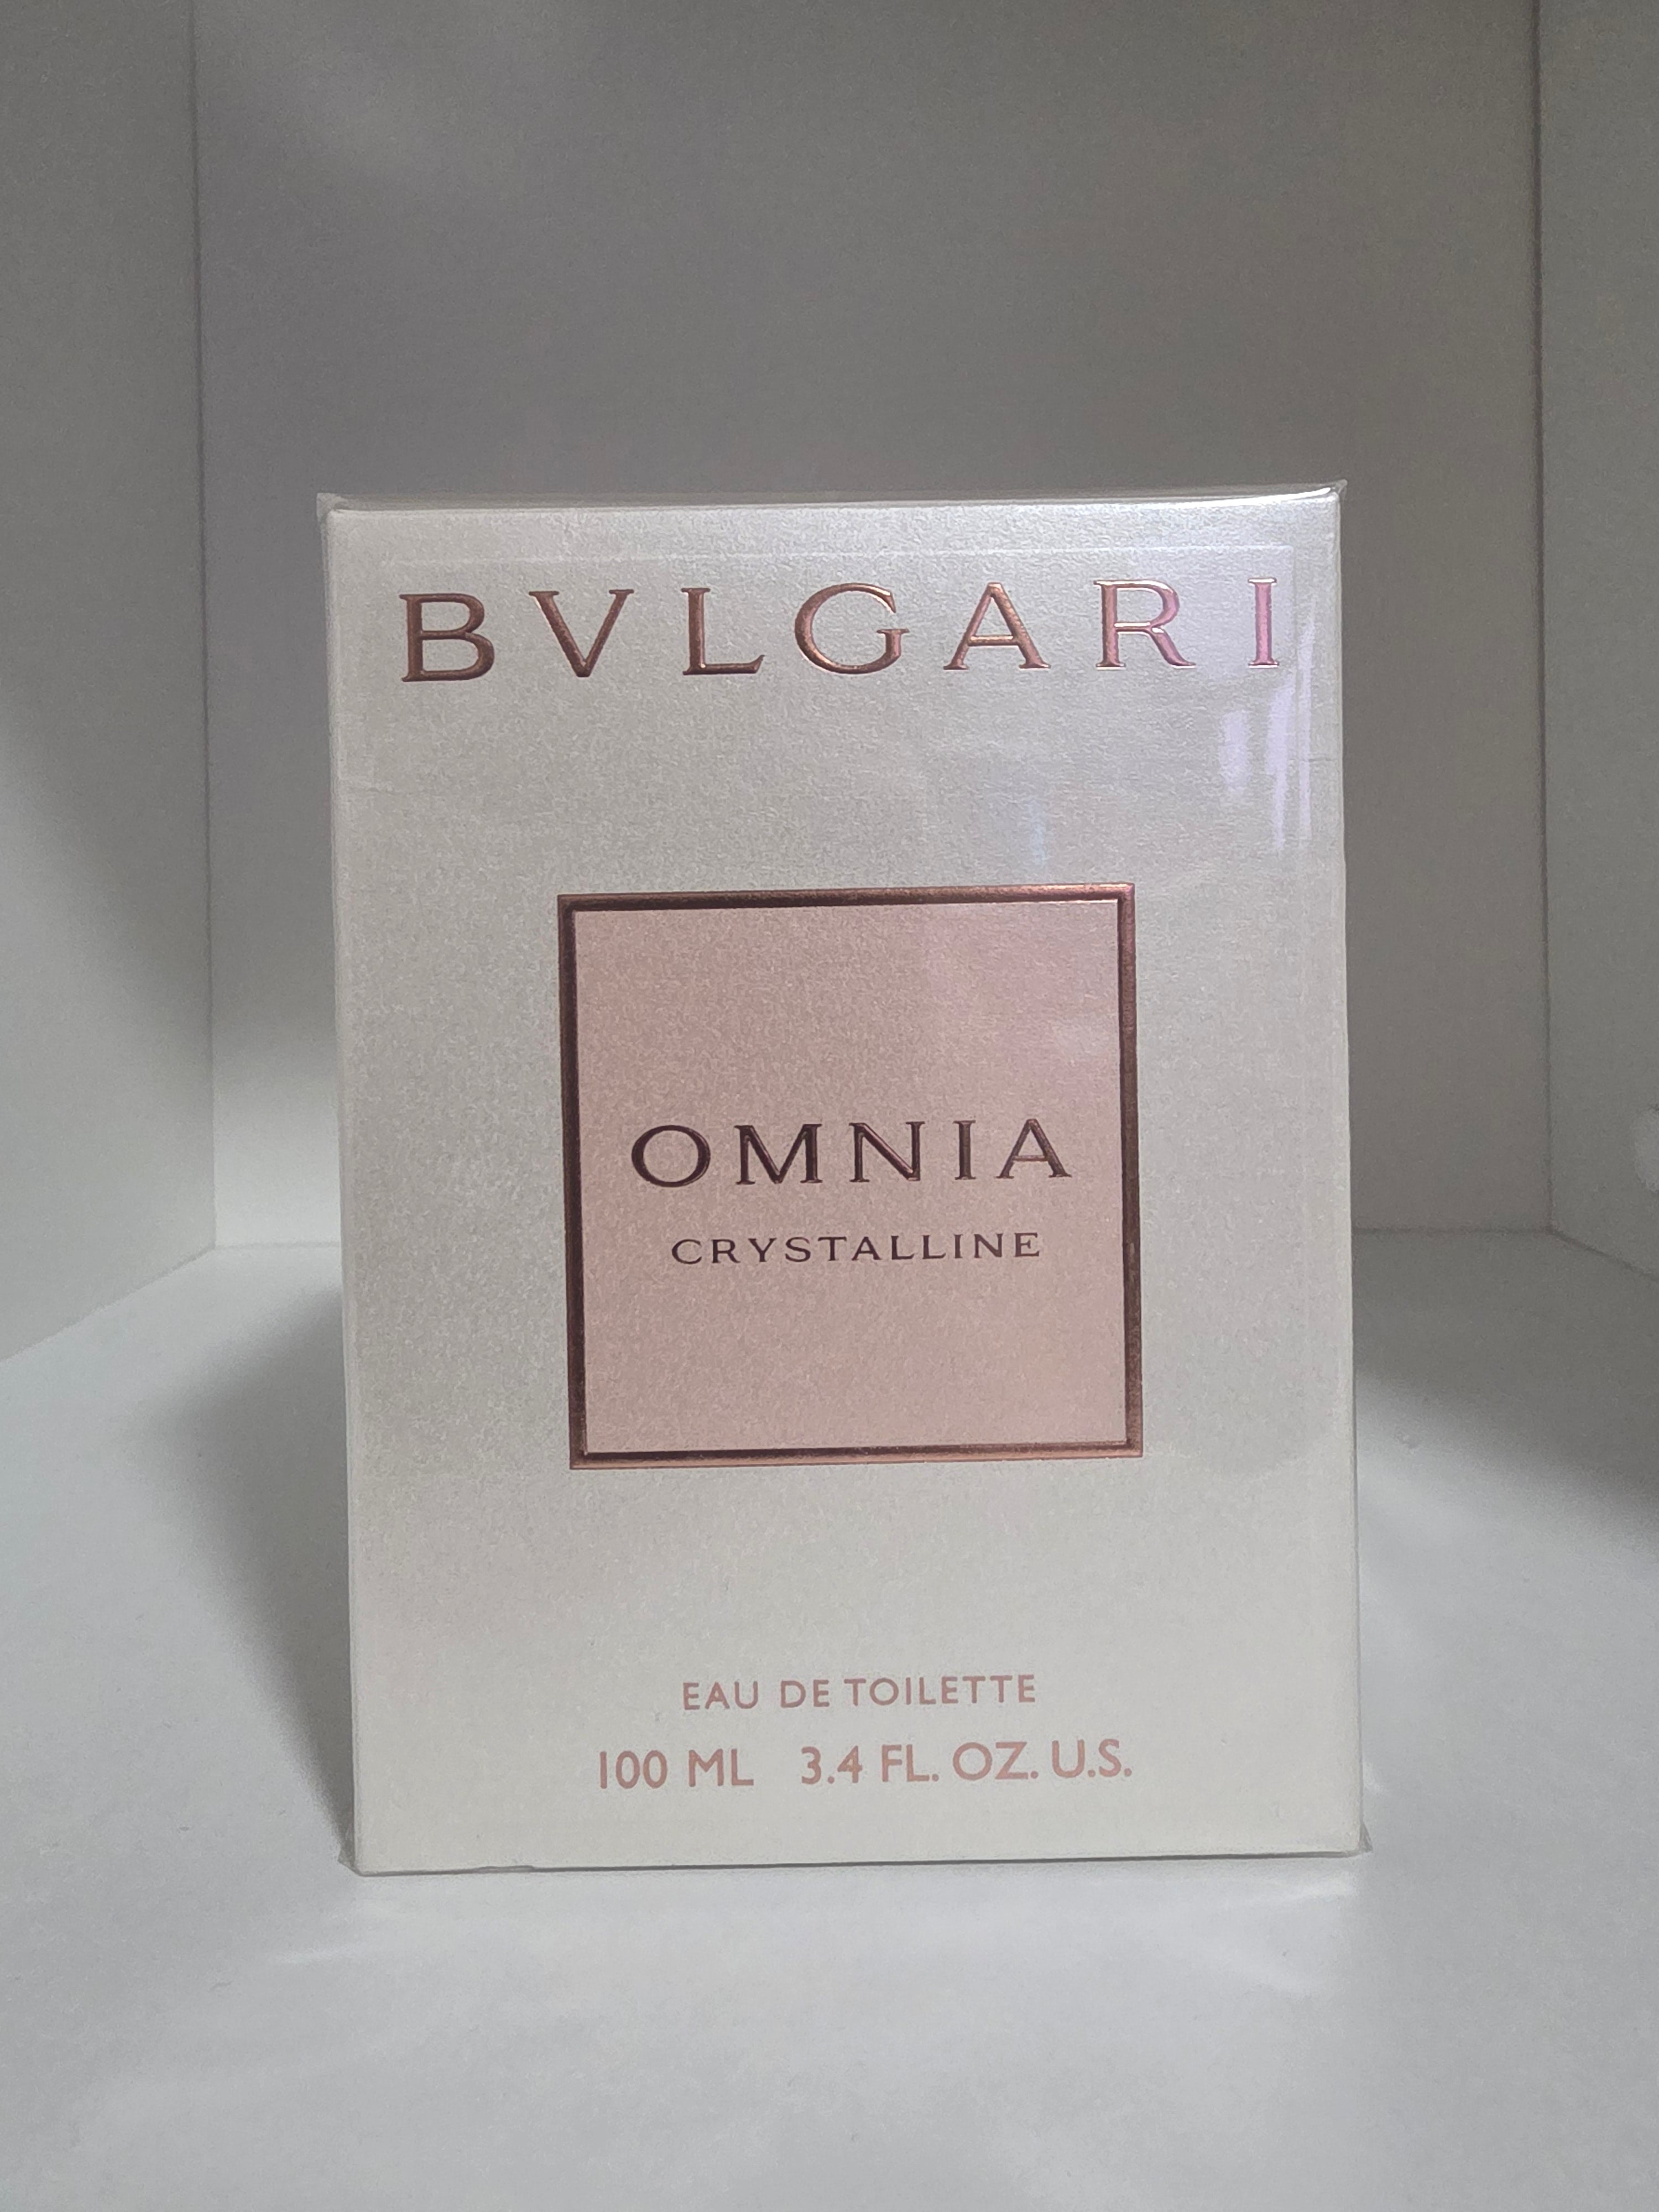 BVLGARI
OMNIA
CRYSTALLINE
EAU DE TOILETTE
100 ML 3.4 FL. OZ. U.S.